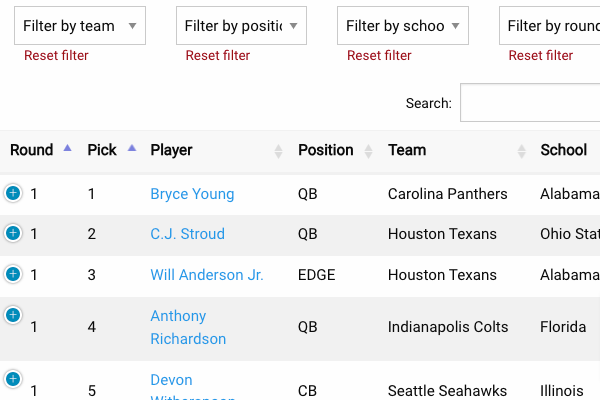 Filter by team Filter by positic Filter by schoo Filter by round
Reset filter Reset filter Reset filter Reset filter
Search:
Round Pick Player Position Team School
1 1 Bryce Young QB Carolina Panthers Alabama
1 2 C.J. Stroud QB Houston Texans Ohio Stat
1 3 Will Anderson Jr. EDGE Houston Texans Alabama
1 4 Anthony Richardson QB Indianapolis Colts Florida
1 5 Devon CB Seattle Seahawks Illinois